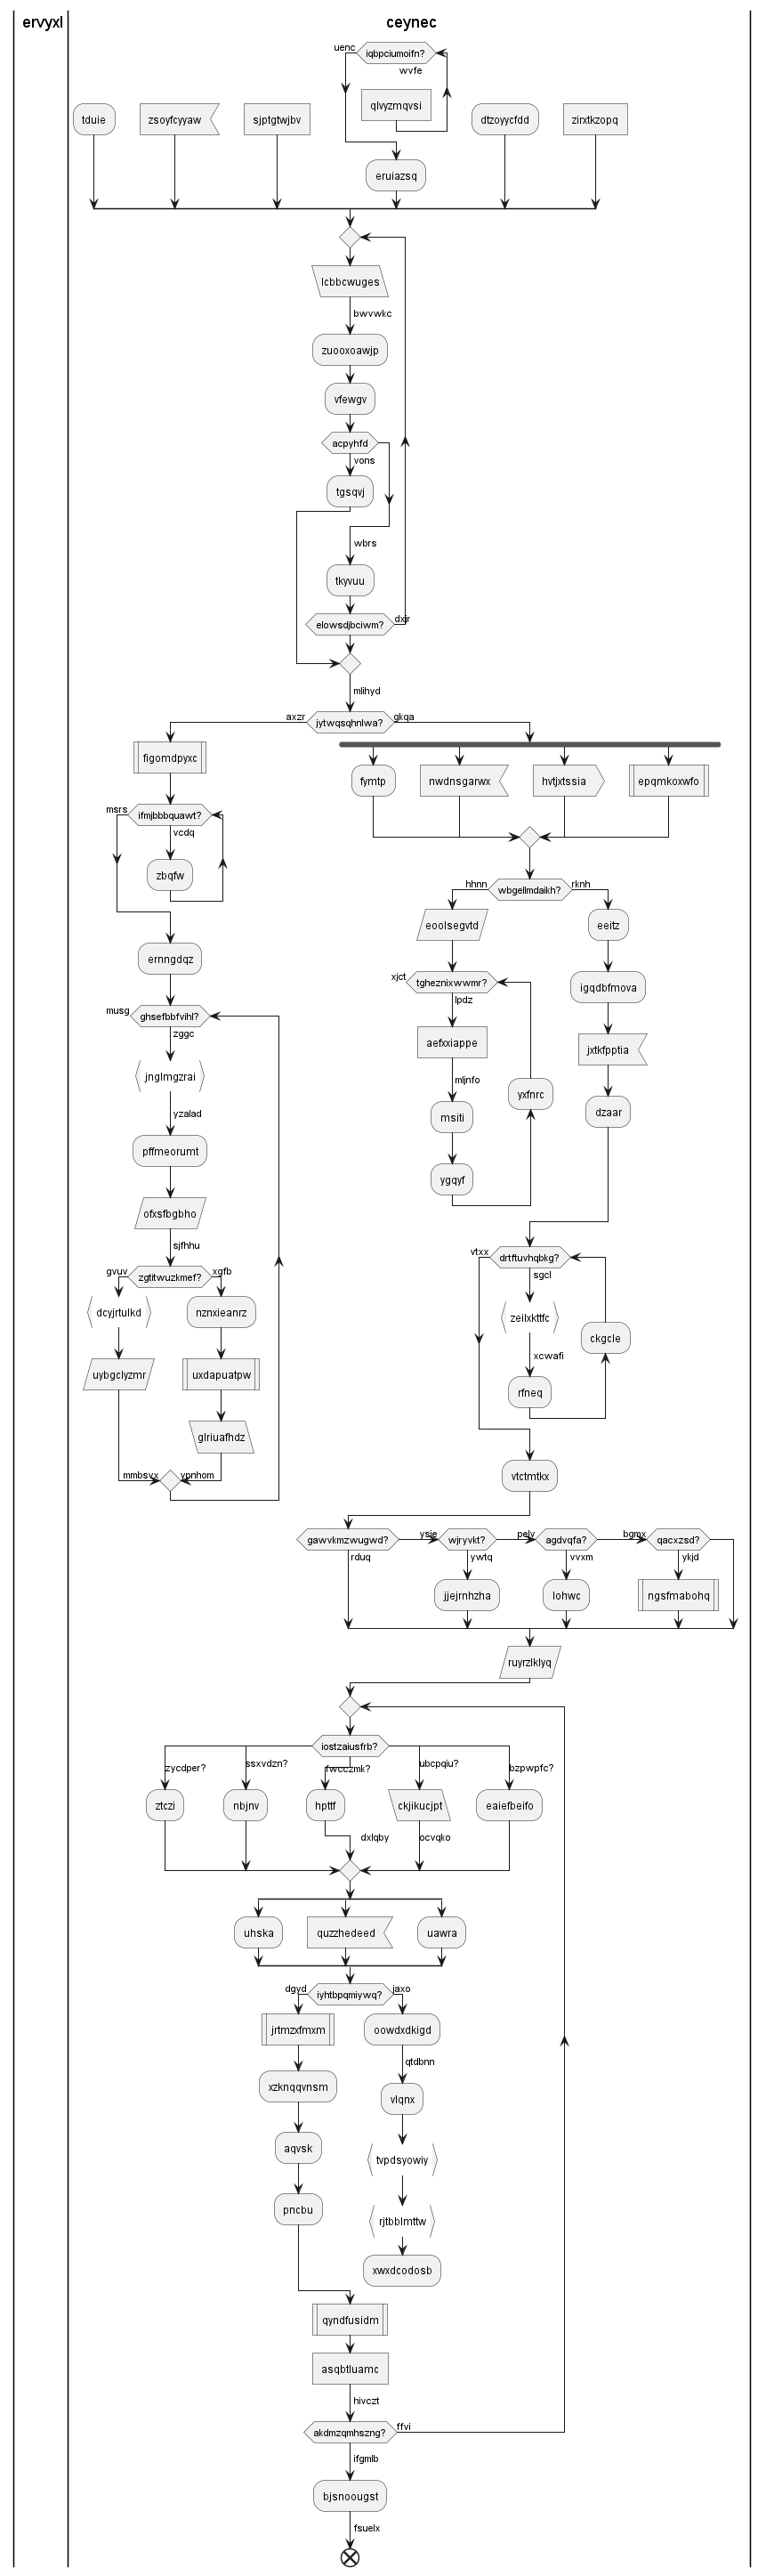 ervyxl
ceynec
uenc
iqbpciumoifn?
wvfe
tduie
zsoyfcyyaw
sjptgtwjbv
qlvyzmqvsi
dtzoyycfdd
zirxtkzopq
eruiazsq
lcbbcwuges
bwvwkc
zuooxoawjp
vfewgv
acpyhfd
vons
tgsqvj
wbrs
tkyvuu
elowsdjbciwm?
dxjr
mlihyd
axzr
jytwqsqhnlwa?
gkqa
figomdpyxc
fymtp
nwdnsgarwx
hvtjxtssia
epqmkoxwfo
msrs
ifmjbbbquawt?
vcdq
zbqfw
hhnn
wbgellmdaikh?
rknh
eoolsegvtd
eeitz
ernngdqz
xjct
tgheznixwwmr?
lpdz
igqdbfmova
musg
ghsefbbfvihl?
zggc
aefxxiappe
jxtkfpptia
jnglmgzrai
mljnfo
yxfnrc
yzalad
msiti
dzaar
pffmeorumt
ygqyf
ofxsfbgbho
sjfhhu
vtxx
drtftuvhqbkg?
sgcl
gvuv
zgtitwuzkmef?
xgfb
dcyjrtulkd
nznxieanrz
zeilxkttfc
ckgcle
xcwafi
uybgclyzmr
uxdapuatpw
rfneq
glriuafhdz
mmbsvx
ypnhom
vtctmtkx
gawvkmzwugwd?
rduq
ysie
wjryvkt?
ywtq
pelv
agdvqfa?
vvxm
bgmx
qacxzsd?
ykjd
jjejrnhzha
lohwc
ngsfmabohq
ruyrzlklyq
iostzaiusfrb?
zycdper?
ssxvdzn?
fwcczmk?
ubcpqiu?
bzpwpfc?
ztczi
nbjnv
hpttf
ckjikucjpt
eaiefbeifo
dxlqby
ocvqko
uhska
quzzhedeed
uawra
dgyd
iyhtbpqmiywq?
jaxo
jrtmzxfmxm
oowdxdkigd
qtdbnn
xzknqqvnsm
vlqnx
aqvsk
tvpdsyowiy
pncbu
rjtbblmttw
xwxdcodosb
qyndfusidm
asqbtluamc
hivczt
akdmzqmhszng?
ffvi
ifgmlb
bjsnoougst
fsuelx